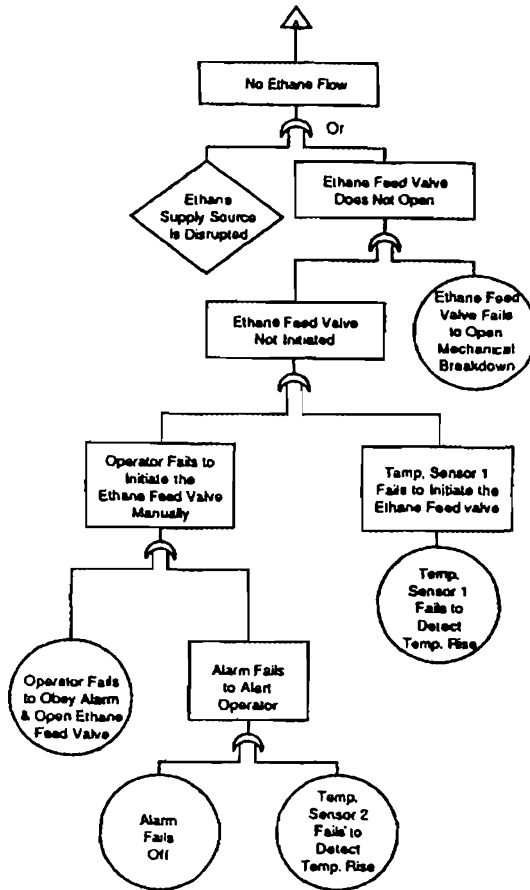 No Ethane Flow
Or
Ethane
Supply Source
Is Disrupted
Ethane Feed Valve
Does Not Open
Ethane Feed Valve
Not Initiated
Ethane Feed
Valve Fails
to Open
Mechanical
Breakdown
Operator Fails to
Initiate the
Ethane Feed Valve
Manually
Tamp, Sensor 1
Fails to Initiate the
Ethane Feed valve
Temp,
Sensor 1
Fails to
Detect
Temp. Rise
Operator Fails
to Obey Alarm
& Open Ethane
Feed Valve
Alarm Fails
to Alert
Operator
Alarm
Fails
Off
Temp,
Sensor 2
Fails to
Detect
Temp. Rise